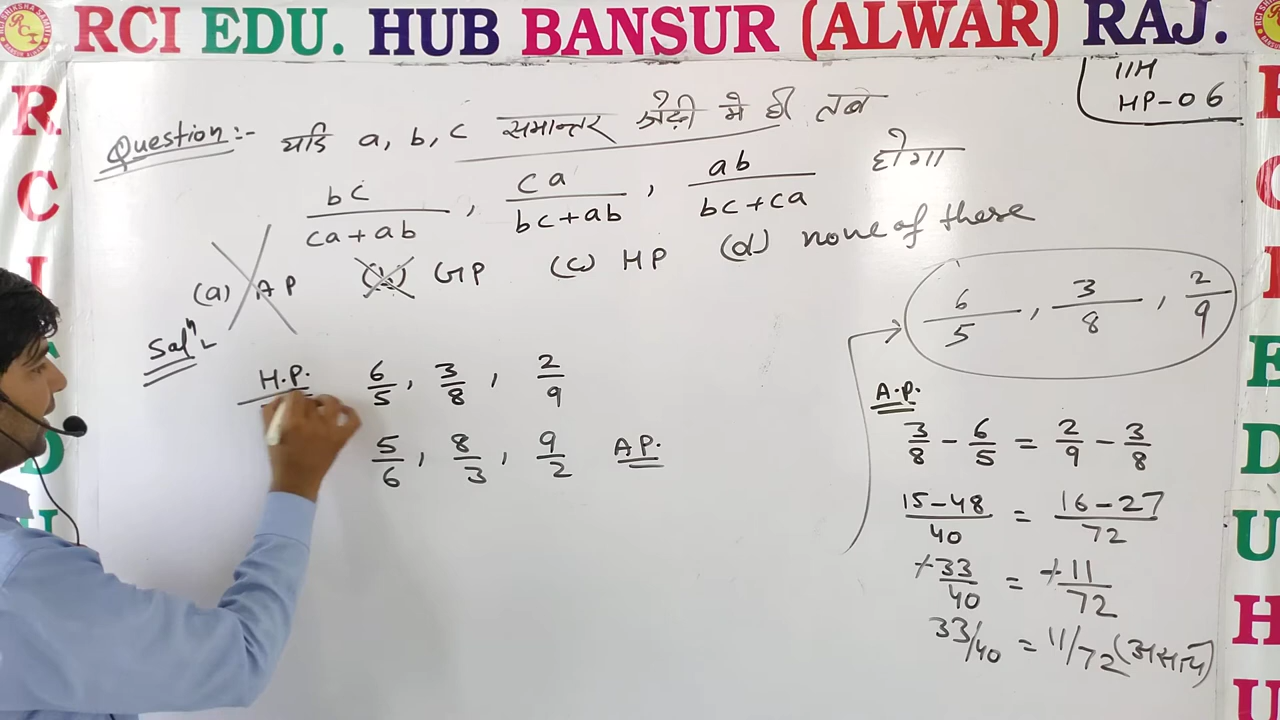 RCI EDU. HUB BANSUR (ALWAR) RAJ.
11H
HP-06
Question:- यदि a, b, c समान्तर श्रेढ़ी मे हो तब
bc/(ca+ab), ca/(bc+ab), ab/(bc+ca) होगा
(a) AP (b) GP (c) HP (d) none of these
Solⁿ-
6/5, 3/8, 2/9
H.P. 6/5, 3/8, 2/9
5/6, 8/3, 9/2 A.P.
A.P.
3/8 - 6/5 = 2/9 - 3/8
(15-48)/40 = (16-27)/72
+33/40 = +11/72
33/40 = 11/72 (असत्य)
R
C
I
E
D
U
H
U